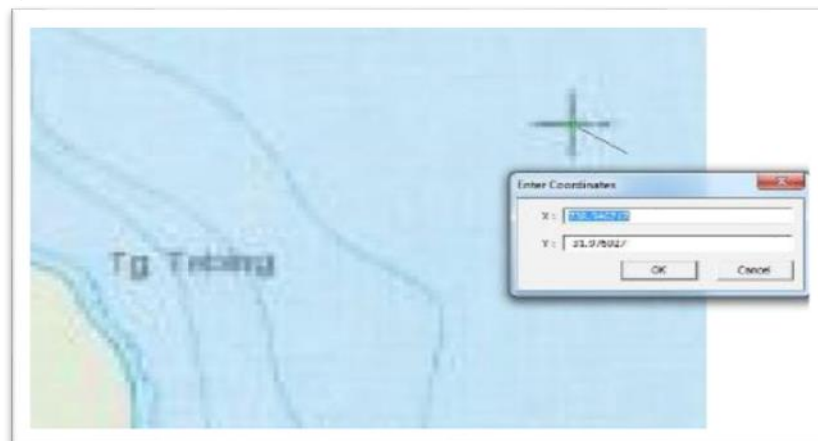 Enter Coordinates
Tg Tebing
X :
Y :
OK
Cancel